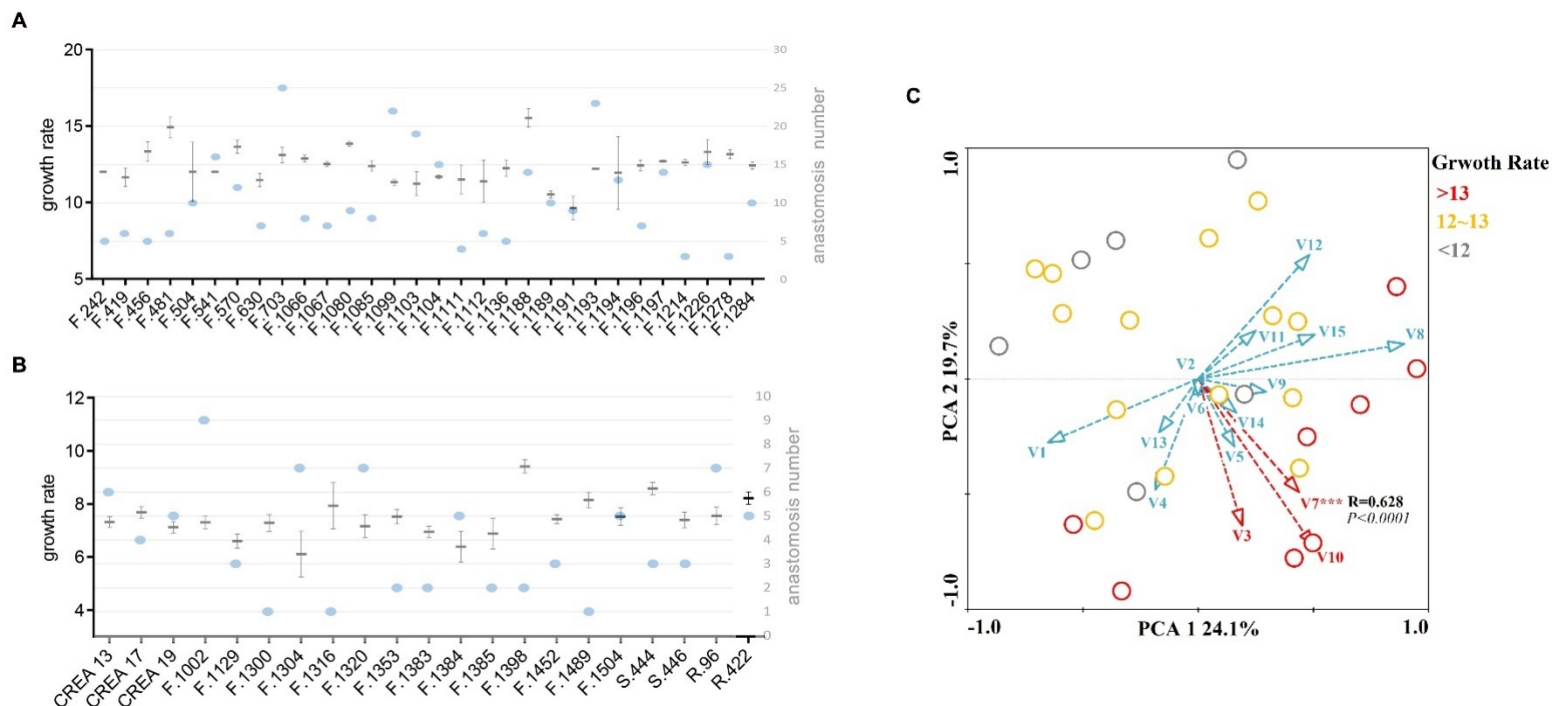 A
growth rate
20
15
10
5
anastomosis number
30
25
20
15
10
5
0
F.242
F.419
F.456
F.481
F.504
F.541
F.570
F.630
F.703
F.1066
F.1067
F.1080
F.1085
F.1099
F.1103
F.1104
F.1111
F.1112
F.1136
F.1188
F.1189
F.1191
F.1193
F.1194
F.1196
F.1197
F.1214
F.1226
F.1278
F.1284
B
growth rate
12
10
8
6
4
anastomosis number
10
9
8
7
6
5
4
3
2
1
0
CREA 13
CREA 17
CREA 19
F.1002
F.1129
F.1300
F.1304
F.1316
F.1320
F.1353
F.1383
F.1384
F.1385
F.1398
F.1452
F.1489
F.1504
S.444
S.446
R.96
R.422
C
Grwoth Rate
>13
12~13
<12
1.0
PCA 2 19.7%
-1.0
V12
V11
V15
V8
V2
V9
V6
V14
V1
V13
V5
V4
V7*** R=0.628
P<0.0001
V3
V10
-1.0
PCA 1 24.1%
1.0